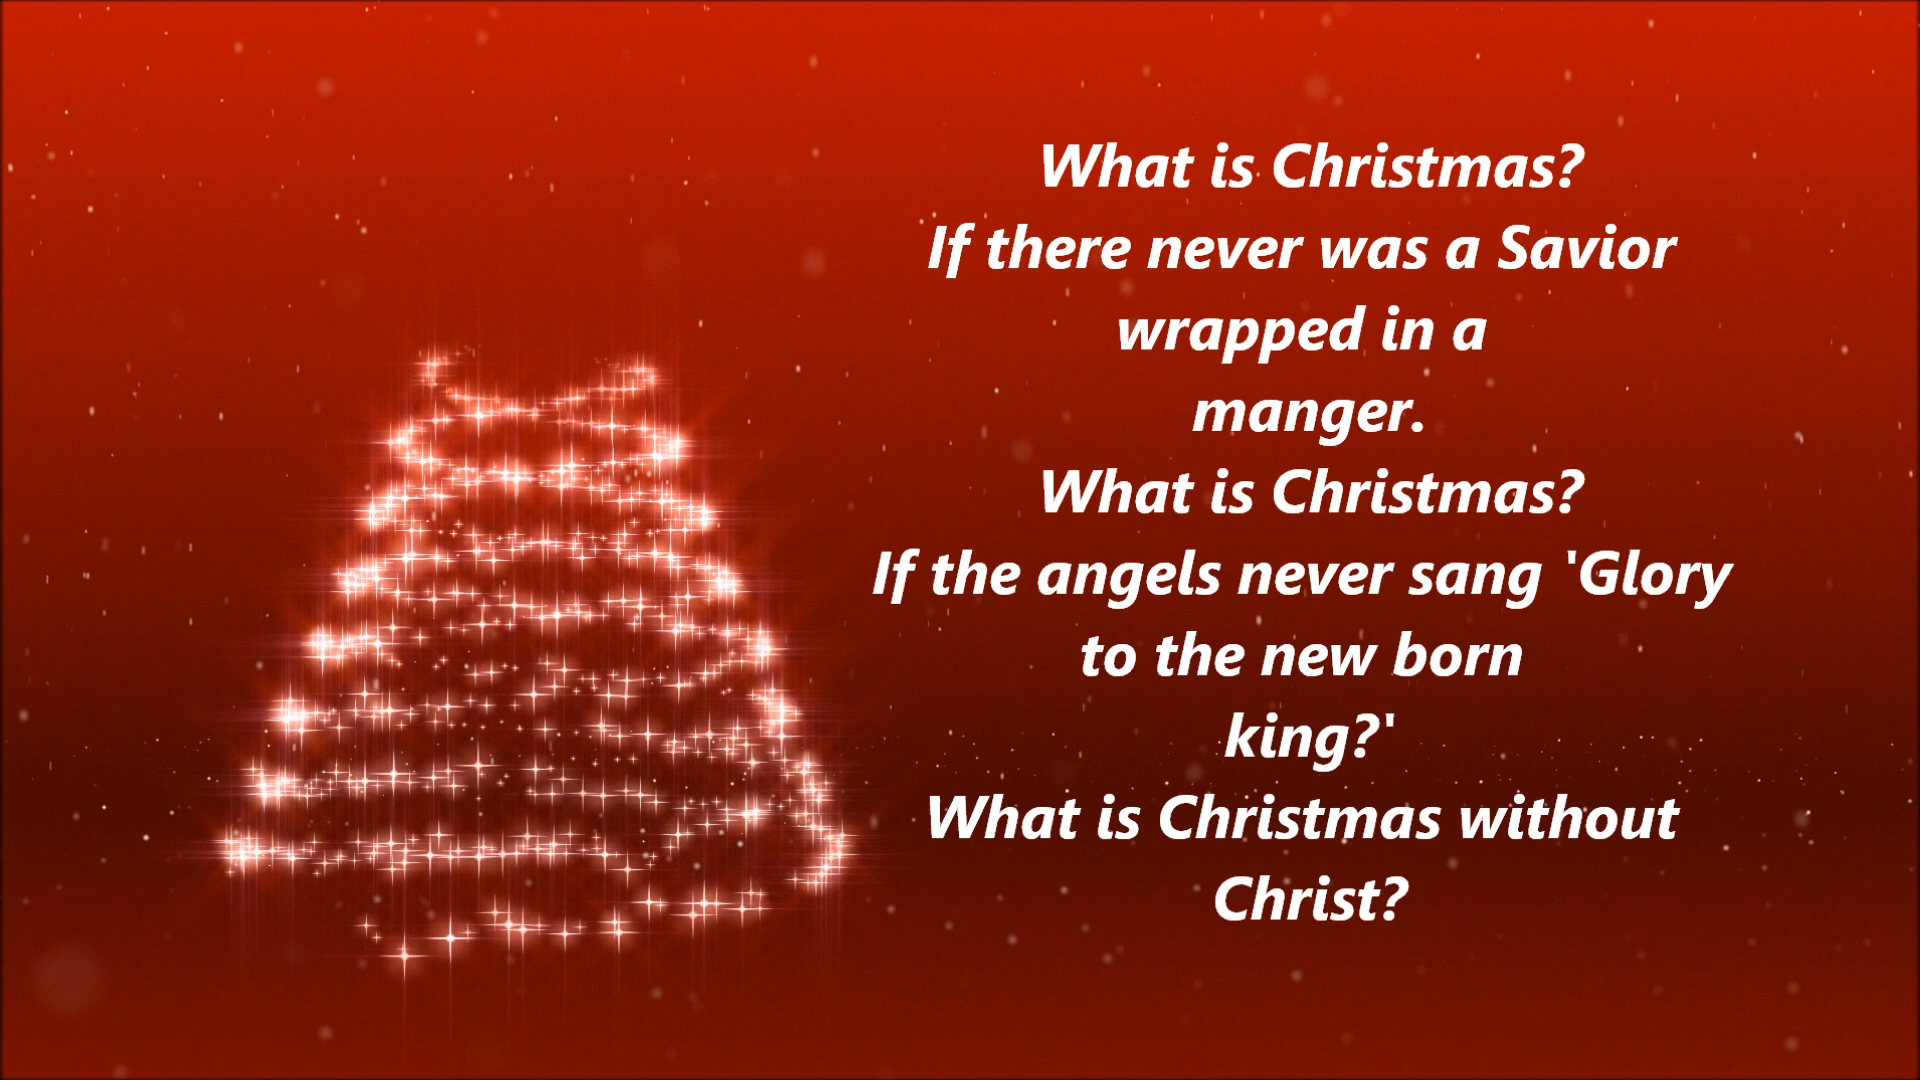 What is Christmas?
If there never was a Savior
wrapped in a
manger.
What is Christmas?
If the angels never sang 'Glory
to the new born
king?'
What is Christmas without
Christ?